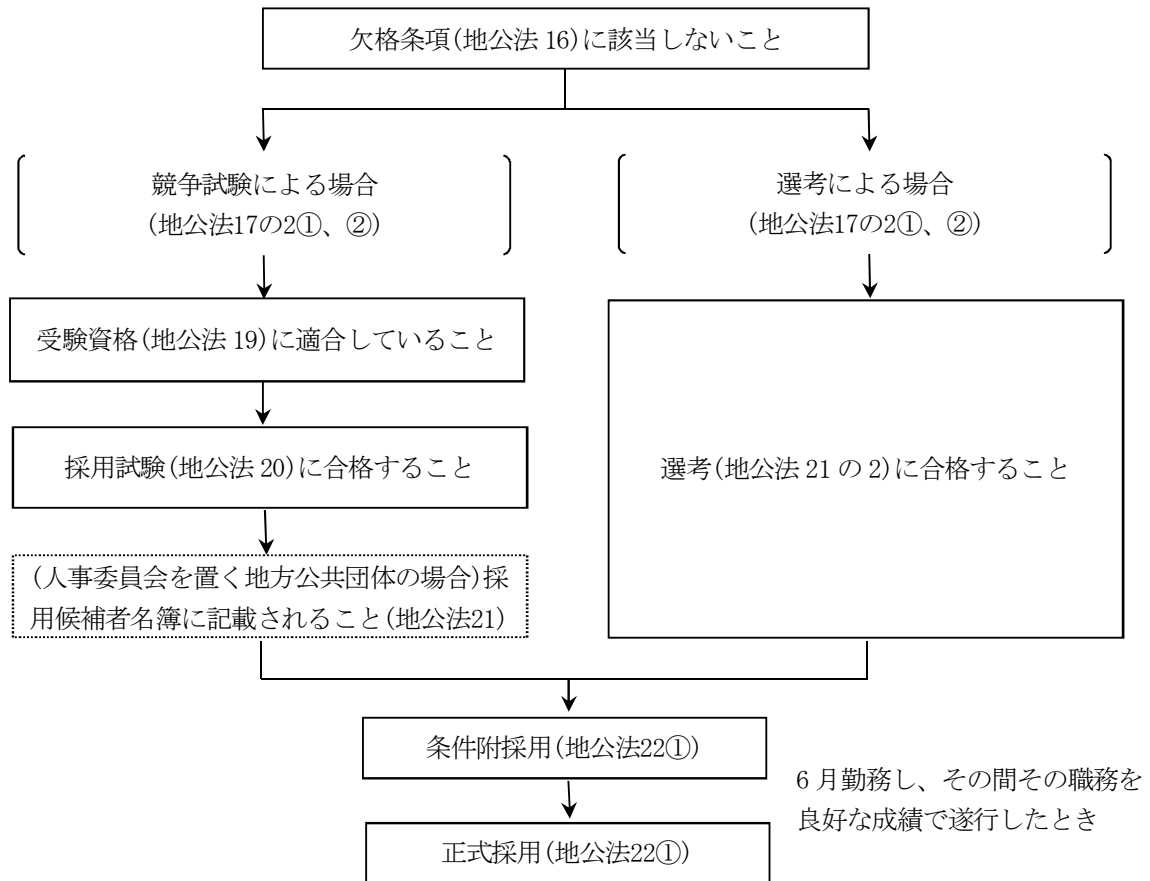 欠格条項(地公法 16)に該当しないこと
競争試験による場合
(地公法17の2①、②)
選考による場合
(地公法17の2①、②)
受験資格(地公法 19)に適合していること
採用試験(地公法 20)に合格すること
(人事委員会を置く地方公共団体の場合)採
用候補者名簿に記載されること(地公法21)
選考(地公法 21 の 2)に合格すること
条件附採用(地公法22①)
6 月勤務し、その間その職務を
良好な成績で遂行したとき
正式採用(地公法22①)